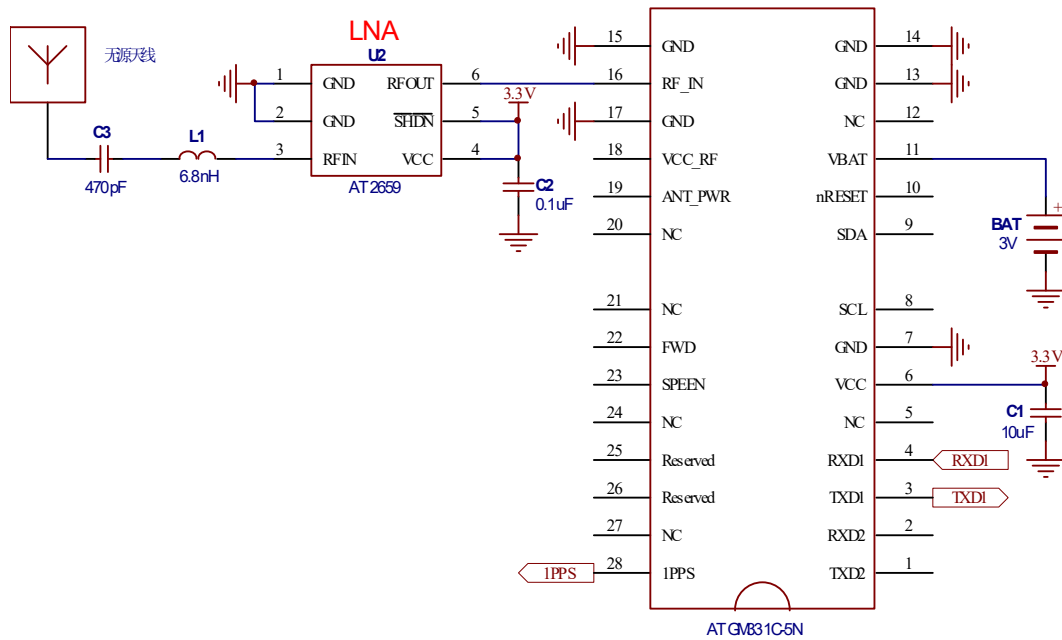 无源天线
C3
470pF
L1
6.8nH
LNA
U2
1 GND RFOUT 6
2 GND SHDN 5
3 RFIN VCC 4
AT2659
3.3V
C2
0.1uF
15 GND GND 14
16 RF_IN GND 13
17 GND NC 12
18 VCC_RF VBAT 11
19 ANT_PWR nRESET 10
20 NC SDA 9
21 NC SCL 8
22 FWD GND 7
23 SPEEN VCC 6
24 NC NC 5
25 Reserved RXD1 4 RXD1
26 Reserved TXD1 3 TXD1
27 NC RXD2 2
1PPS 28 1PPS TXD2 1
ATGM331C-5N
+
BAT
3V
3.3V
C1
10uF